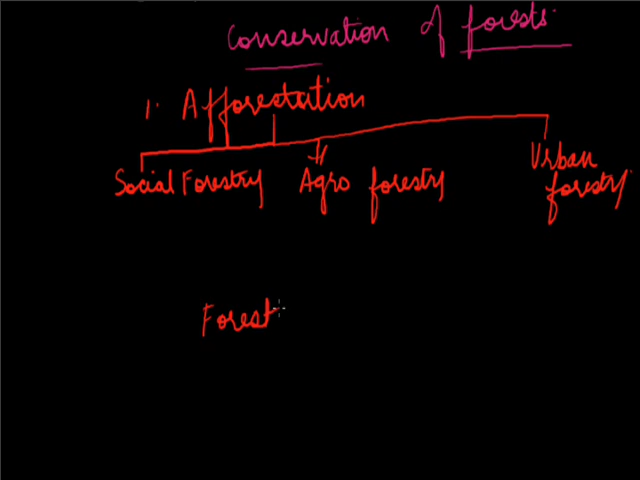 Conservation of forests.
1. Afforestation
Social Forestry Agro forestry Urban forestry
Forest